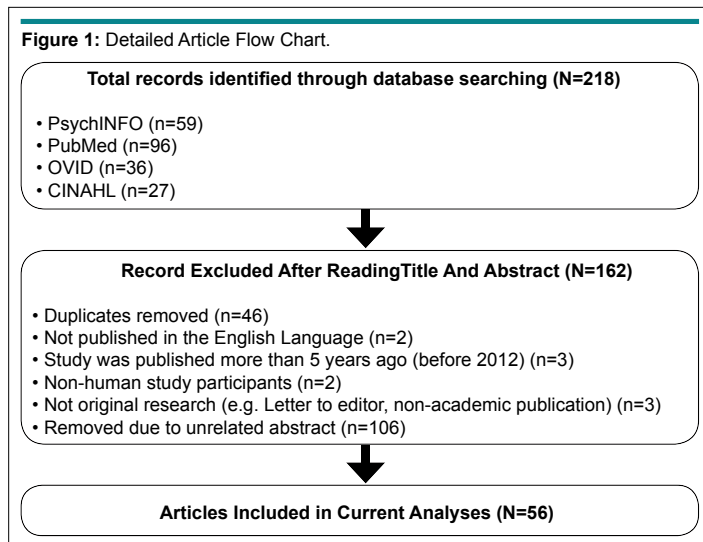 Figure 1: Detailed Article Flow Chart.
Total records identified through database searching (N=218)
• PsychINFO (n=59)
• PubMed (n=96)
• OVID (n=36)
• CINAHL (n=27)
Record Excluded After ReadingTitle And Abstract (N=162)
• Duplicates removed (n=46)
• Not published in the English Language (n=2)
• Study was published more than 5 years ago (before 2012) (n=3)
• Non-human study participants (n=2)
• Not original research (e.g. Letter to editor, non-academic publication) (n=3)
• Removed due to unrelated abstract (n=106)
Articles Included in Current Analyses (N=56)